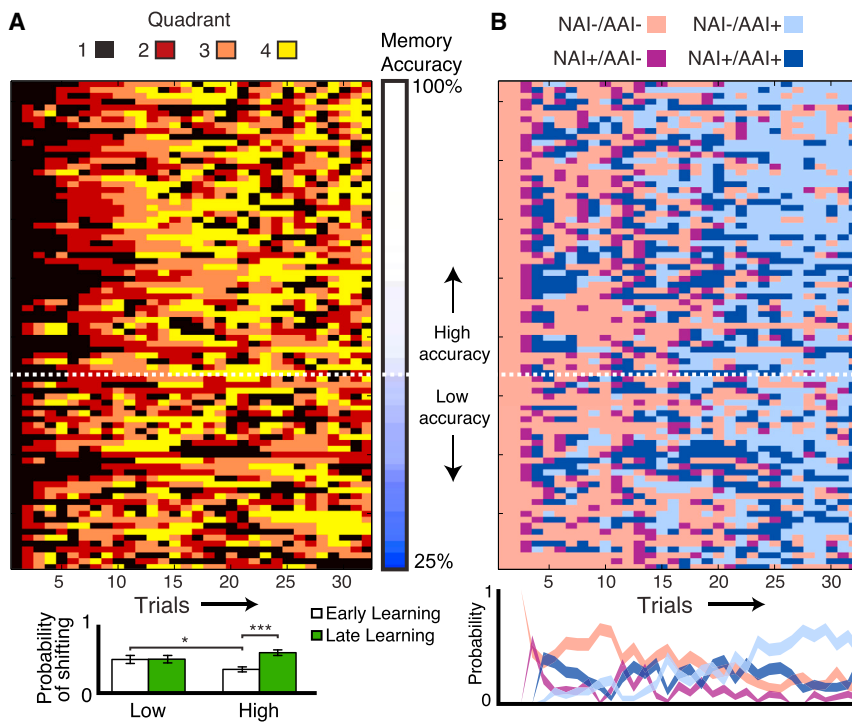 A
Quadrant
1 2 3 4
Memory
Accuracy
100%
High
accuracy
Low
accuracy
25%
5 10 15 20 25 30
Trials
Probability
of shifting
1
0
* ***
Early Learning
Late Learning
Low High
B
NAI-/AAI- NAI-/AAI+
NAI+/AAI- NAI+/AAI+
5 10 15 20 25 30
Trials
Probability
1
0